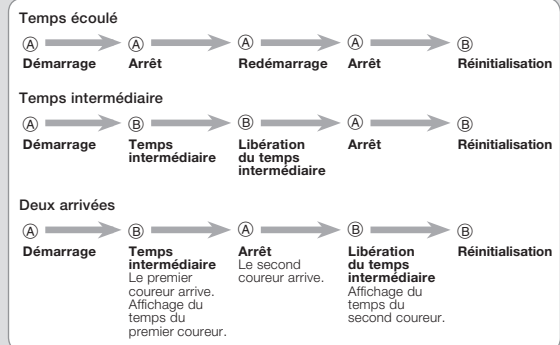 Temps écoulé
Ⓐ Ⓐ Ⓐ Ⓐ Ⓑ
Démarrage Arrêt Redémarrage Arrêt Réinitialisation
Temps intermédiaire
Ⓐ Ⓑ Ⓑ Ⓐ Ⓑ
Démarrage Temps Libération Arrêt Réinitialisation
intermédiaire du temps
intermédiaire
Deux arrivées
Ⓐ Ⓑ Ⓐ Ⓑ Ⓑ
Démarrage Temps Arrêt Libération Réinitialisation
intermédiaire Le second du temps
Le premier coureur arrive. intermédiaire
coureur arrive. Affichage du
Affichage du temps du
temps du second coureur.
premier coureur.